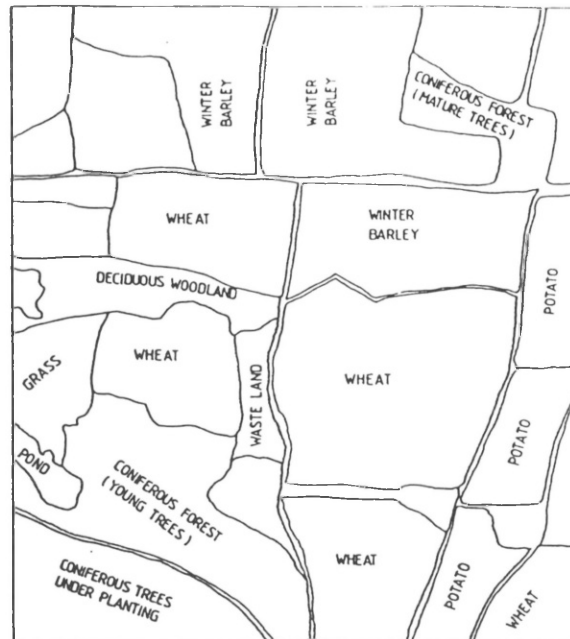 WINTER
BARLEY
WINTER
BARLEY
CONIFEROUS FOREST
(MATURE TREES)
WHEAT
WINTER
BARLEY
DECIDUOUS WOODLAND
POTATO
GRASS
WHEAT
WASTE LAND
WHEAT
POTATO
POND
CONIFEROUS FOREST
(YOUNG TREES)
WHEAT
CONIFEROUS TREES
UNDER PLANTING
POTATO
WHEAT